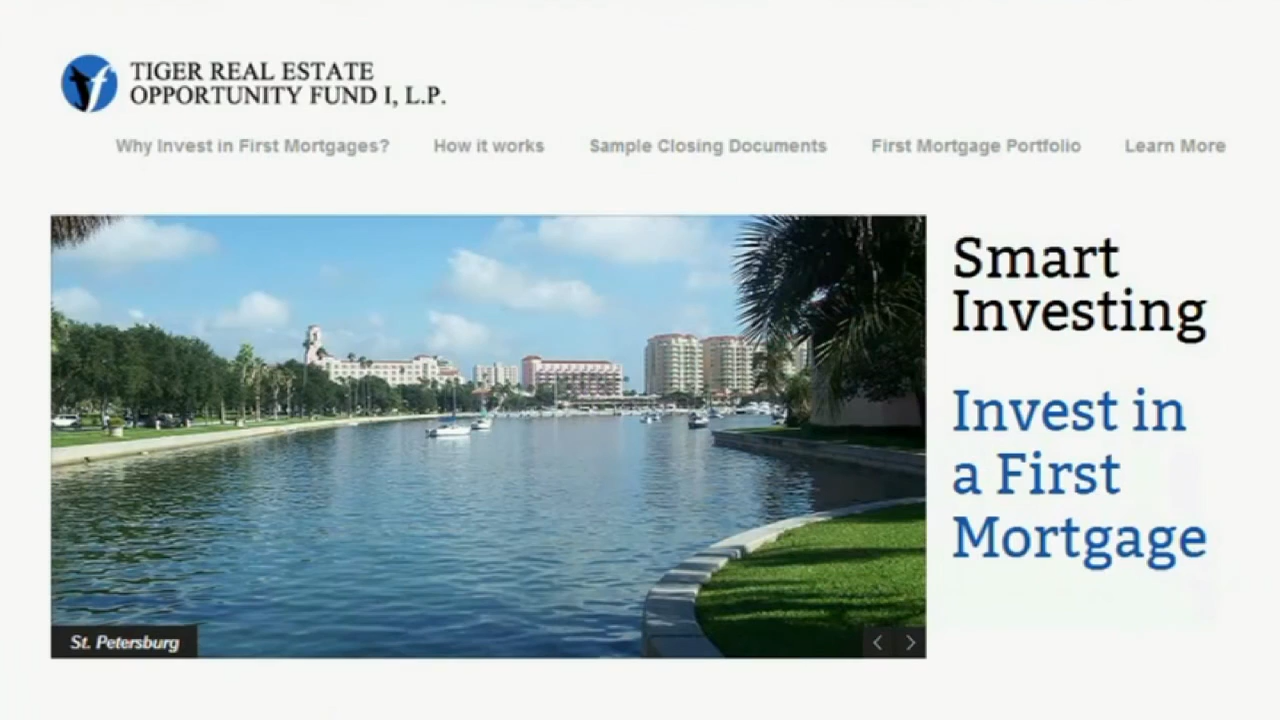 TIGER REAL ESTATE
OPPORTUNITY FUND I, L.P.
Why Invest in First Mortgages? How it works Sample Closing Documents First Mortgage Portfolio Learn More
Smart
Investing
Invest in
a First
Mortgage
St. Petersburg